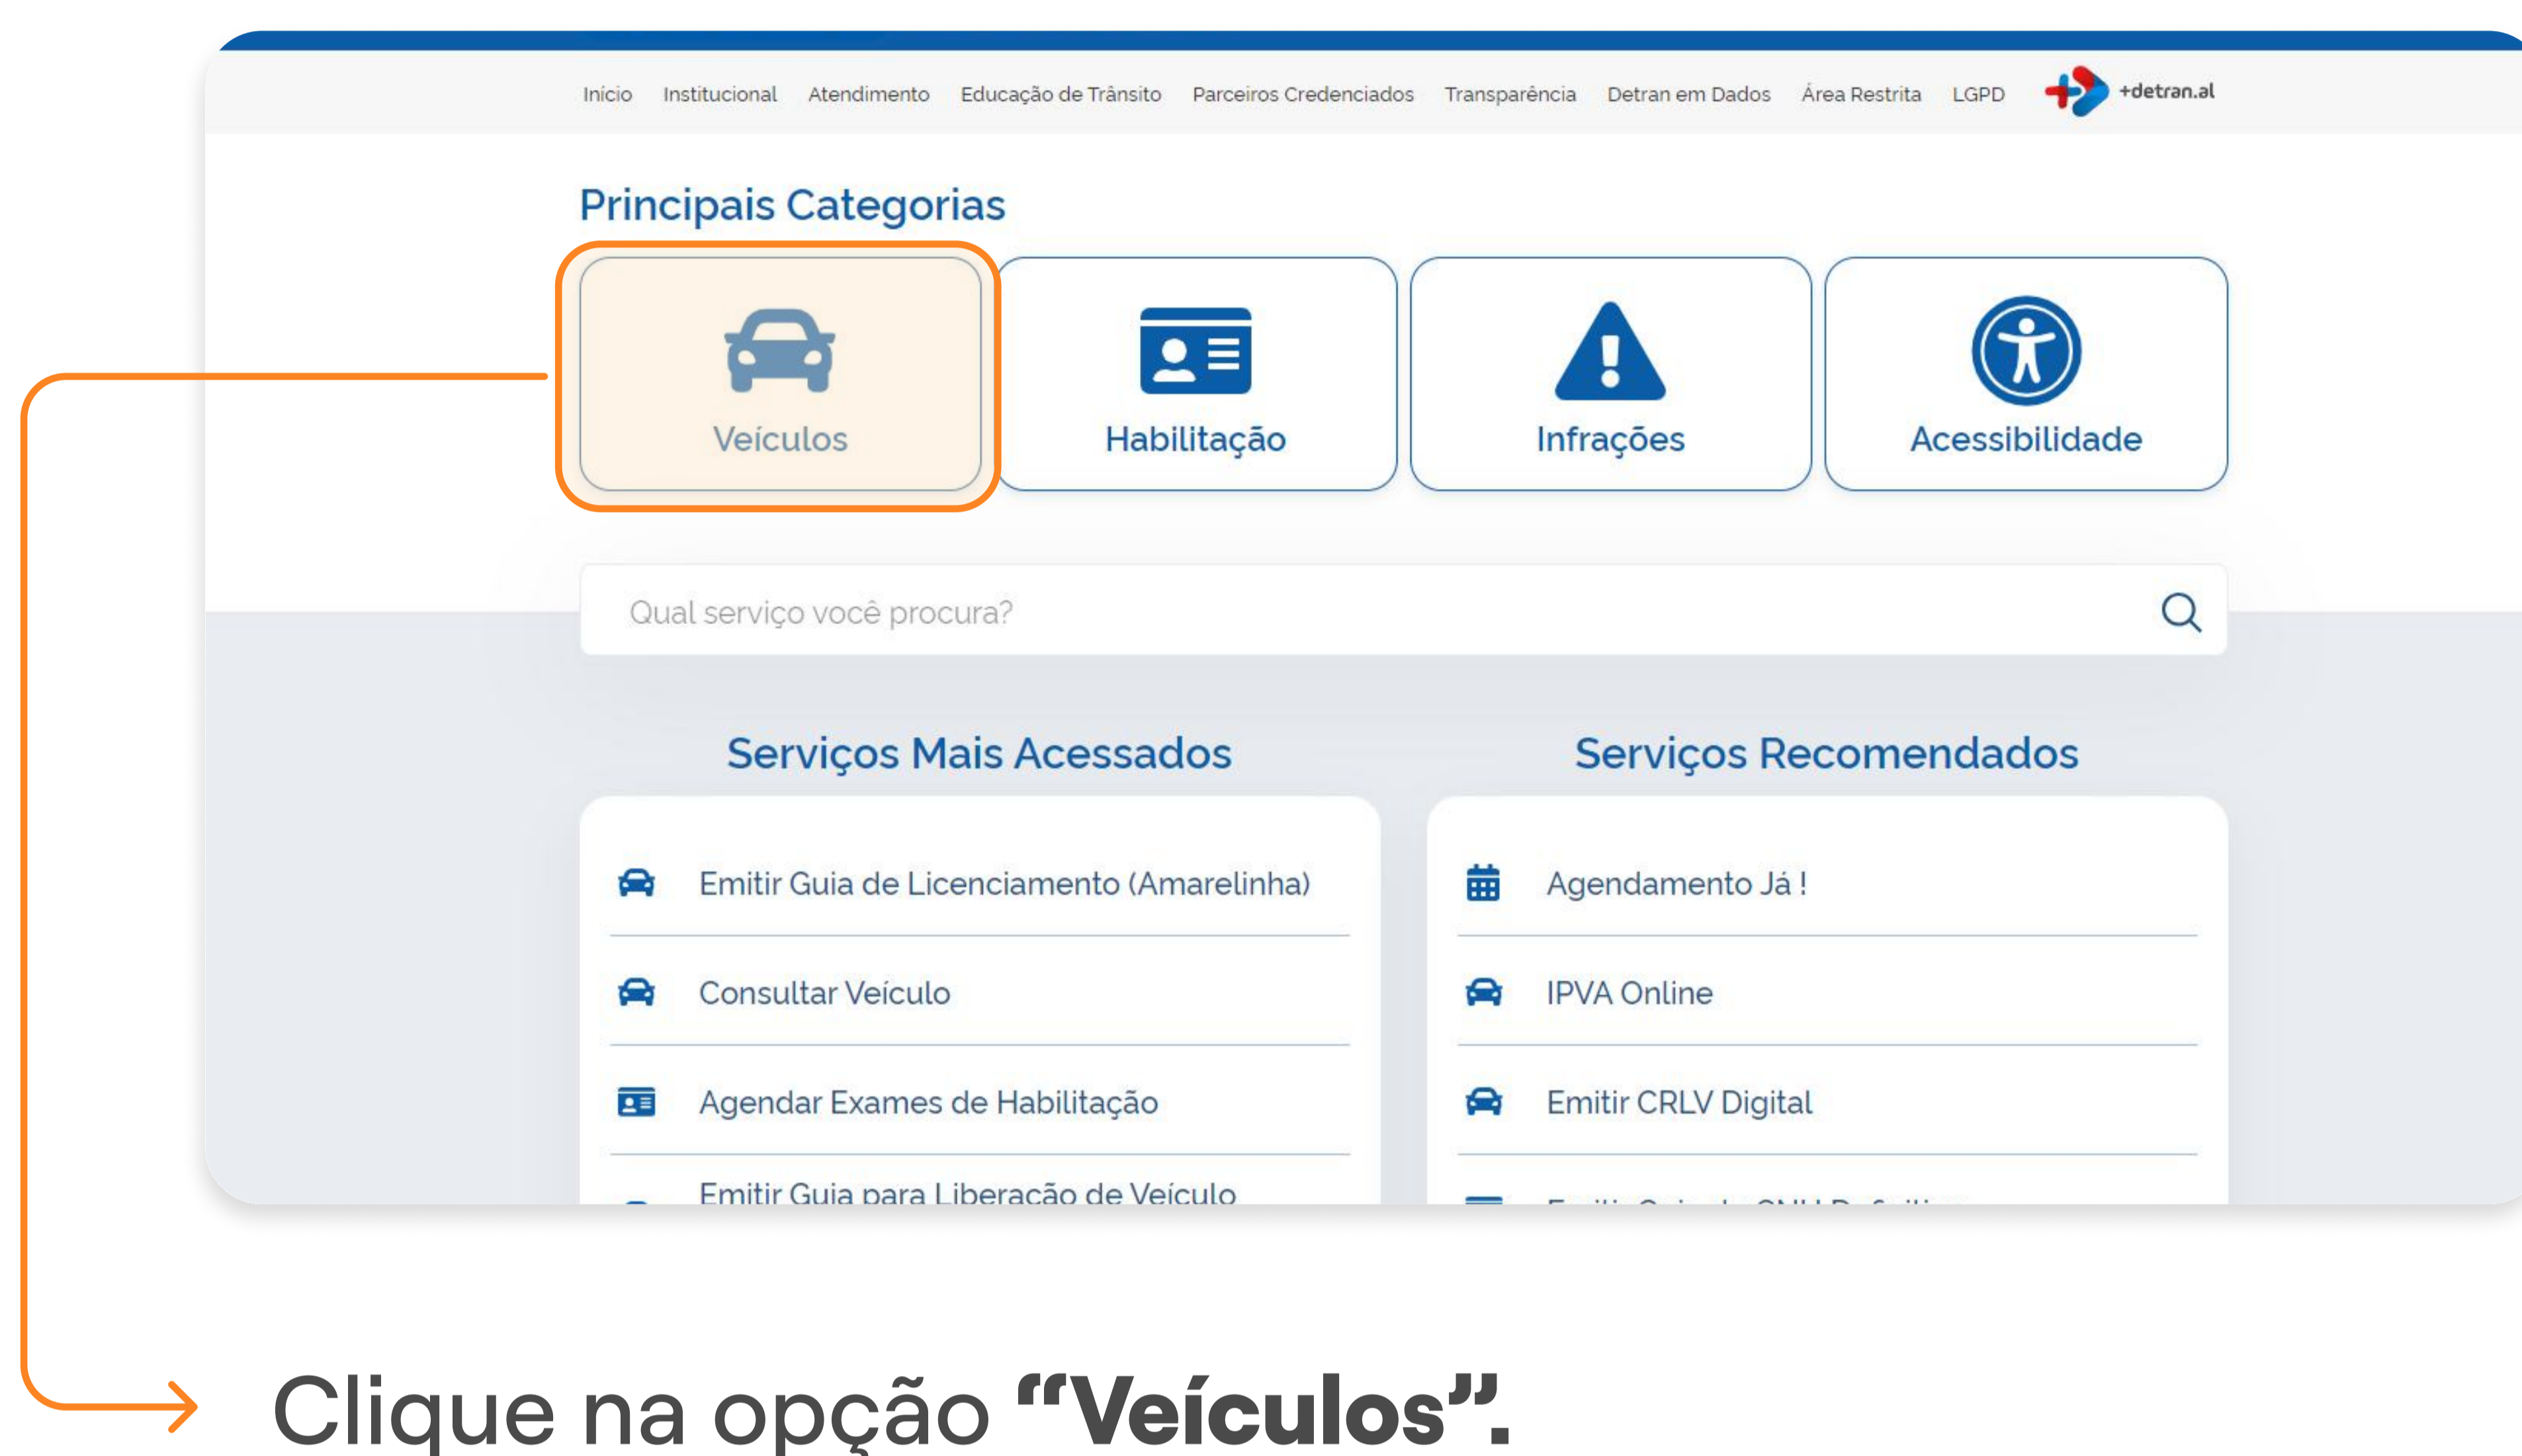 Início Institucional Atendimento Educação de Trânsito Parceiros Credenciados Transparência Detran em Dados Área Restrita LGPD +detran.al
Principais Categorias
Veículos Habilitação Infrações Acessibilidade
Qual serviço você procura?
Serviços Mais Acessados
Emitir Guia de Licenciamento (Amarelinha)
Consultar Veículo
Agendar Exames de Habilitação
Emitir Guia para Liberação de Veículo
Serviços Recomendados
Agendamento Já !
IPVA Online
Emitir CRLV Digital
Clique na opção “Veículos”.